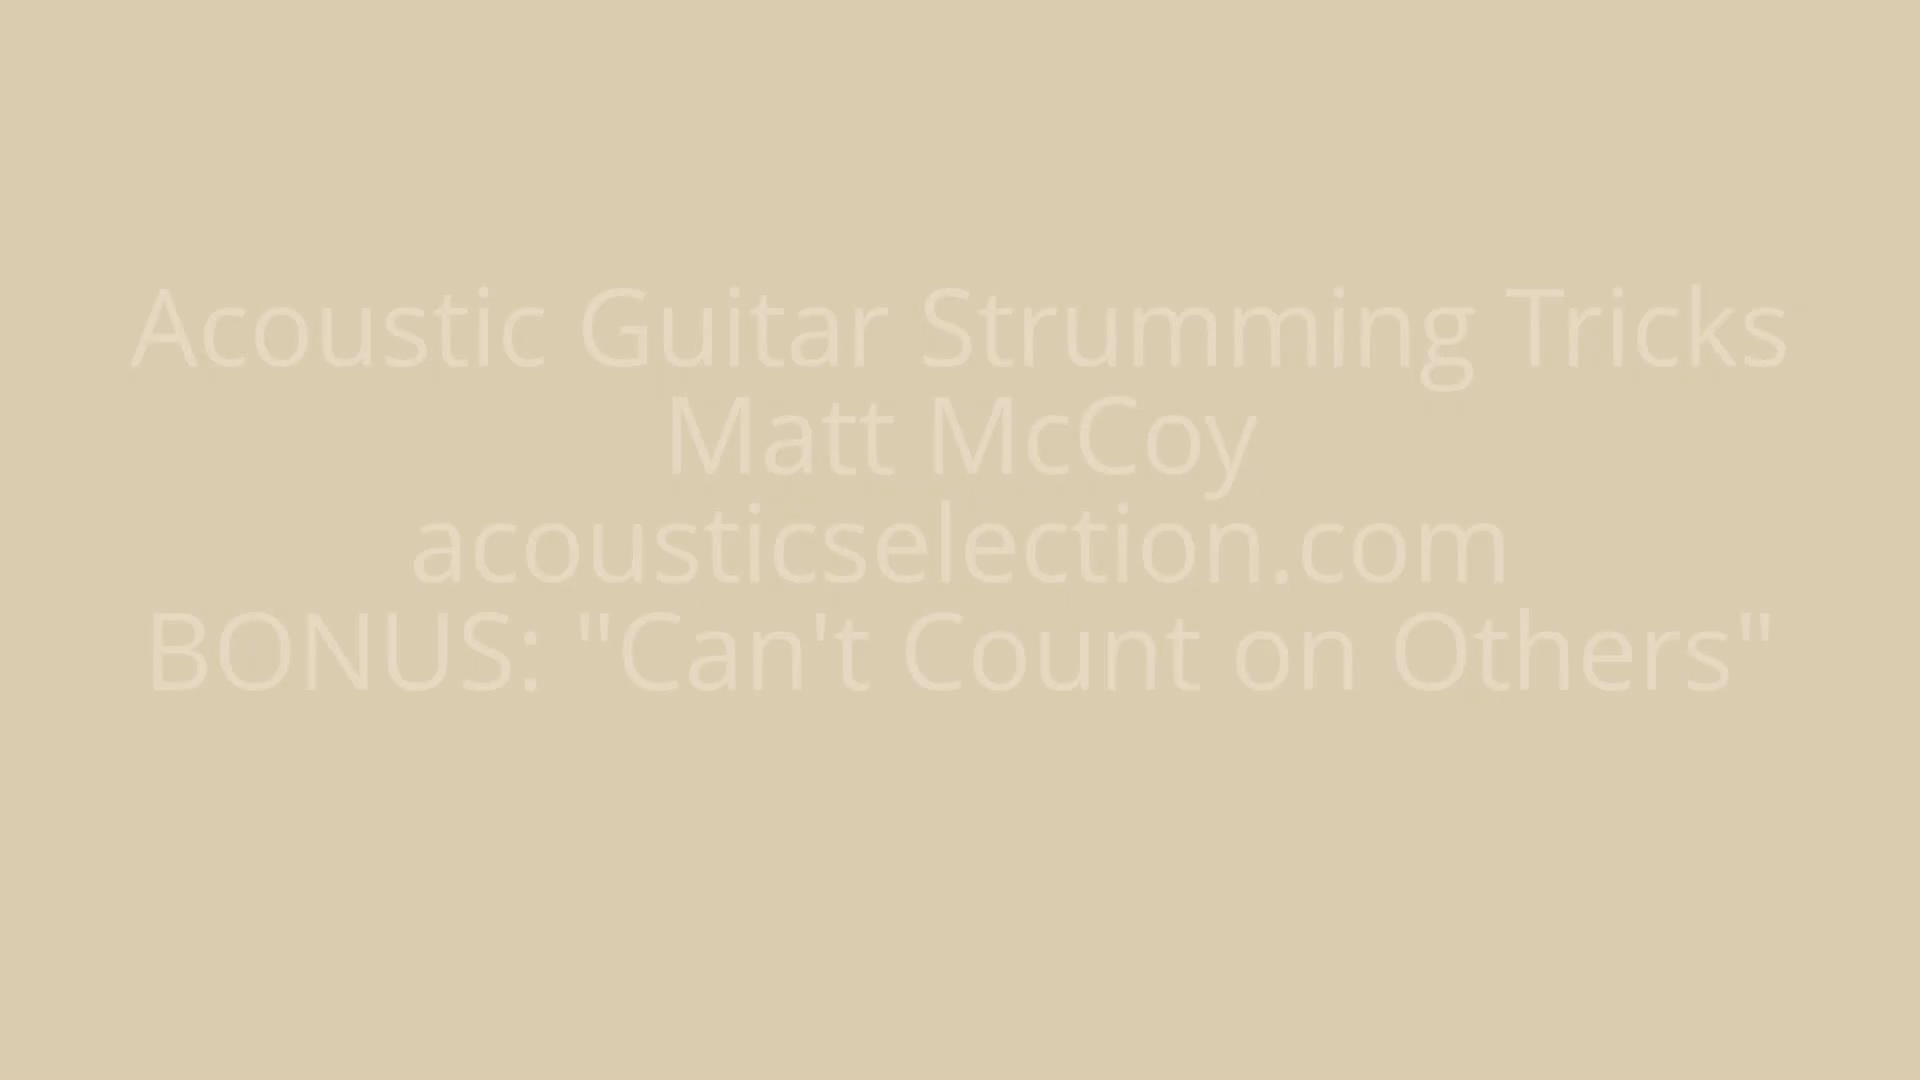 Acoustic Guitar Strumming Tricks
Matt McCoy
acousticselection.com
BONUS: "Can't Count on Others"